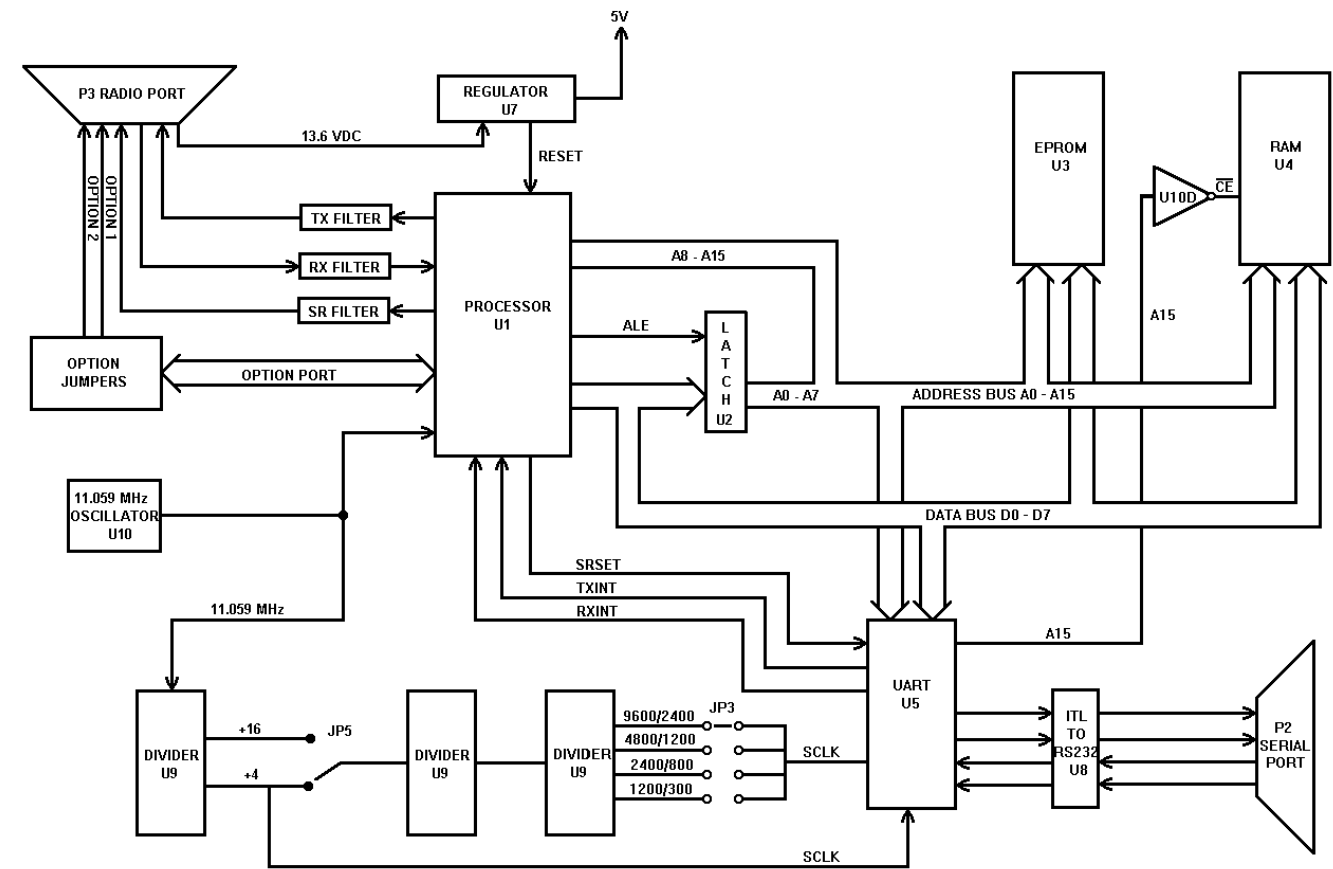 5V
P3 RADIO PORT
REGULATOR
U7
13.6 VDC
RESET
EPROM
U3
RAM
U4
U10D
CE
OPTION 2
OPTION 1
TX FILTER
RX FILTER
SR FILTER
PROCESSOR
U1
A8 - A15
ALE
LATCH
U2
A15
OPTION
JUMPERS
OPTION PORT
A0 - A7
ADDRESS BUS A0 - A15
11.059 MHz
OSCILLATOR
U10
DATA BUS D0 - D7
SRSET
TXINT
RXINT
11.059 MHz
A15
UART
U5
DIVIDER
U9
+16
JP5
+4
DIVIDER
U9
DIVIDER
U9
9600/2400
4800/1200
2400/800
1200/300
JP3
SCLK
ITL
TO
RS232
U8
P2
SERIAL
PORT
SCLK